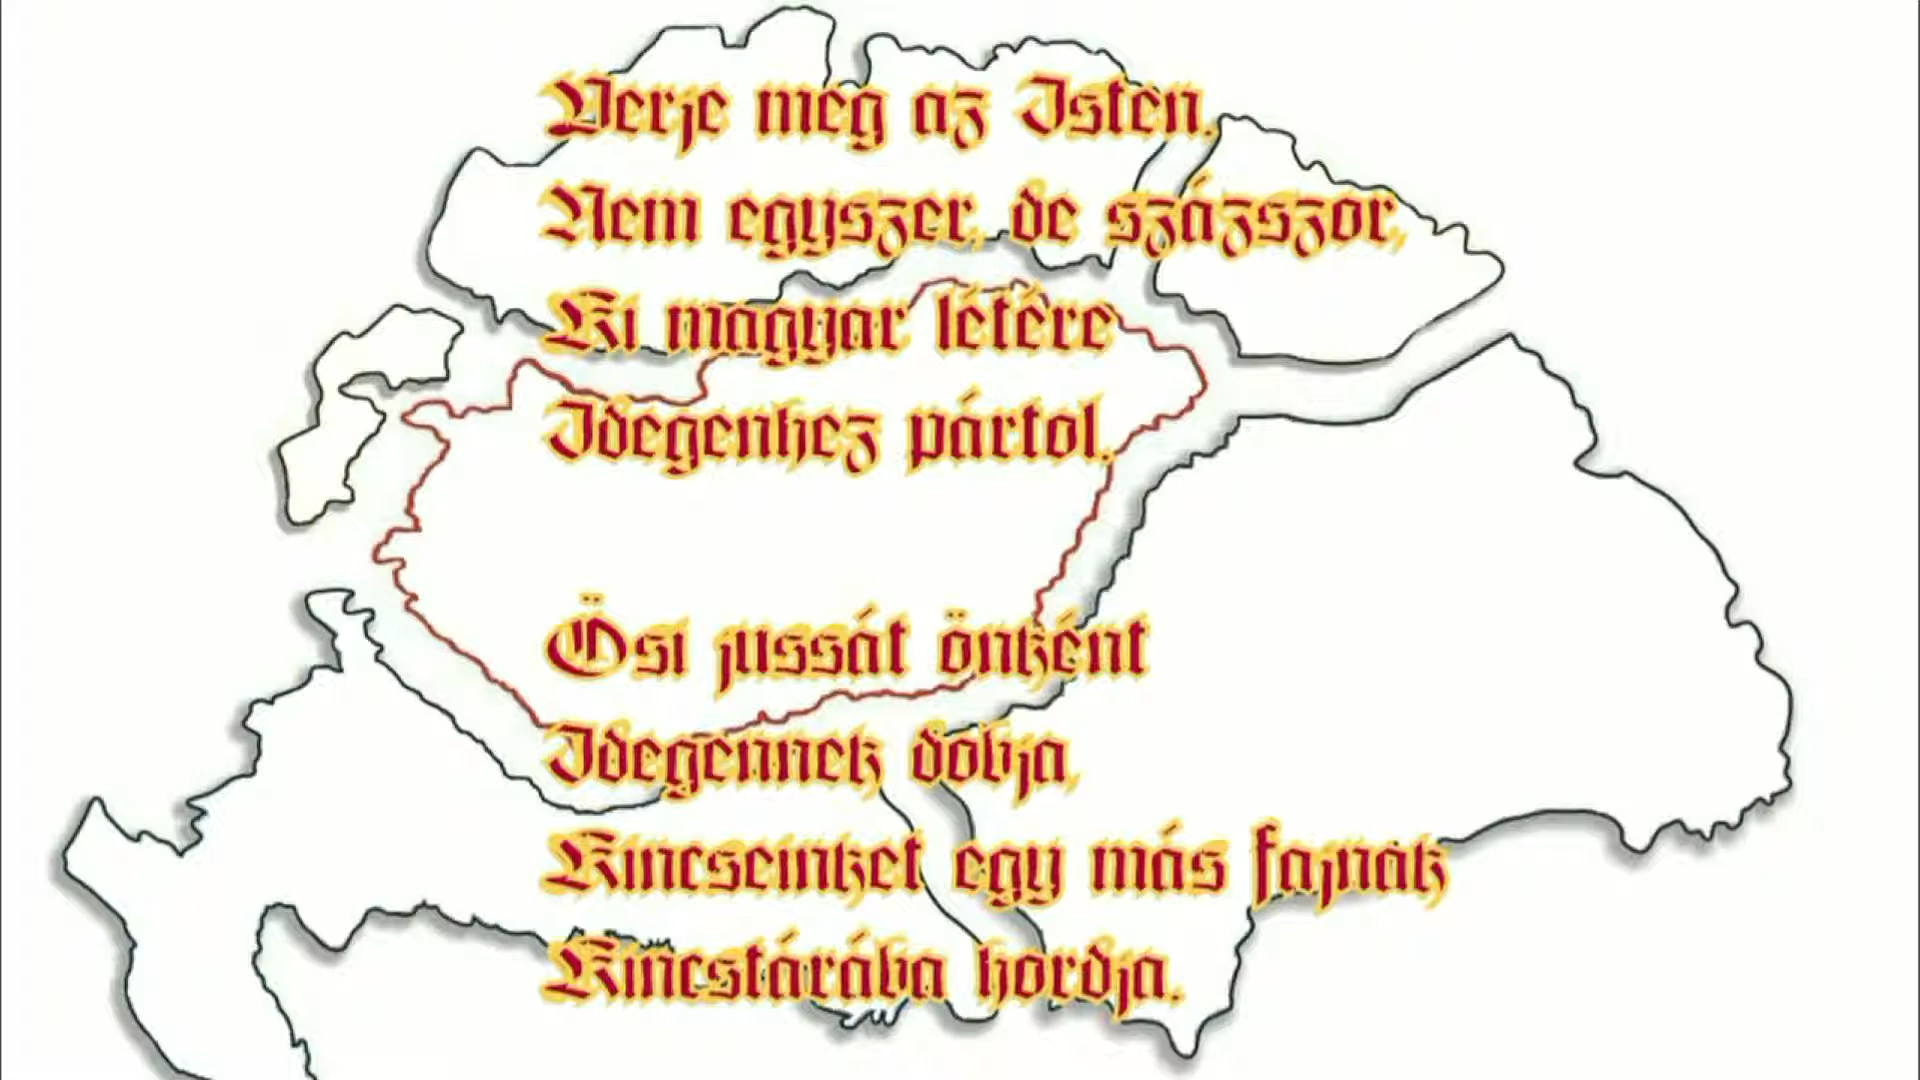 Verje meg az Isten,
Nem egyszer, de százszor,
Ki magyar létére
Idegenhez pártol.
Ösi jussát önként
Idegennek dobja,
Kincseinket egy más fajnak
Kincstárába hordja.